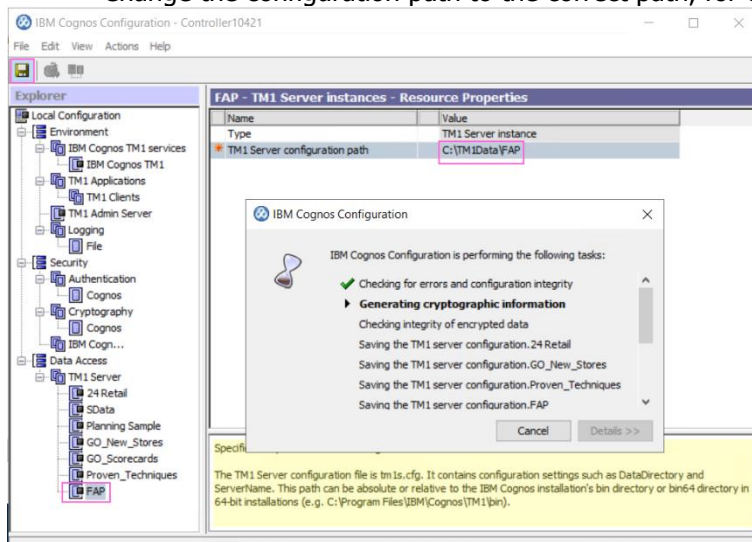 Change the configuration path to the correct path, for
IBM Cognos Configuration - Controller10421
File Edit View Actions Help
Explorer
FAP - TM1 Server instances - Resource Properties
Local Configuration
Name Value
Environment
Type TM1 Server instance
IBM Cognos TM1 services
TM1 Server configuration path C:\TM1Data\FAP
IBM Cognos TM1
TM1 Applications
TM1 Clients
TM1 Admin Server
Logging
File
Security
Authentication
Cognos
Cryptography
Cognos
IBM Cogn...
Data Access
TM1 Server
24 Retail
SData
Planning Sample
GO_New_Stores
GO_Scorecards
Proven_Techniques
FAP
IBM Cognos Configuration
IBM Cognos Configuration is performing the following tasks:
Checking for errors and configuration integrity
Generating cryptographic information
Checking integrity of encrypted data
Saving the TM1 server configuration.24 Retail
Saving the TM1 server configuration.GO_New_Stores
Saving the TM1 server configuration.Proven_Techniques
Saving the TM1 server configuration.FAP
Cancel Details >>
The TM1 Server configuration file is tm1s.cfg. It contains configuration settings such as DataDirectory and
ServerName. This path can be absolute or relative to the IBM Cognos installation's bin directory or bin64 directory in
64-bit installations (e.g. C:\Program Files\IBM\Cognos\TM1\bin).